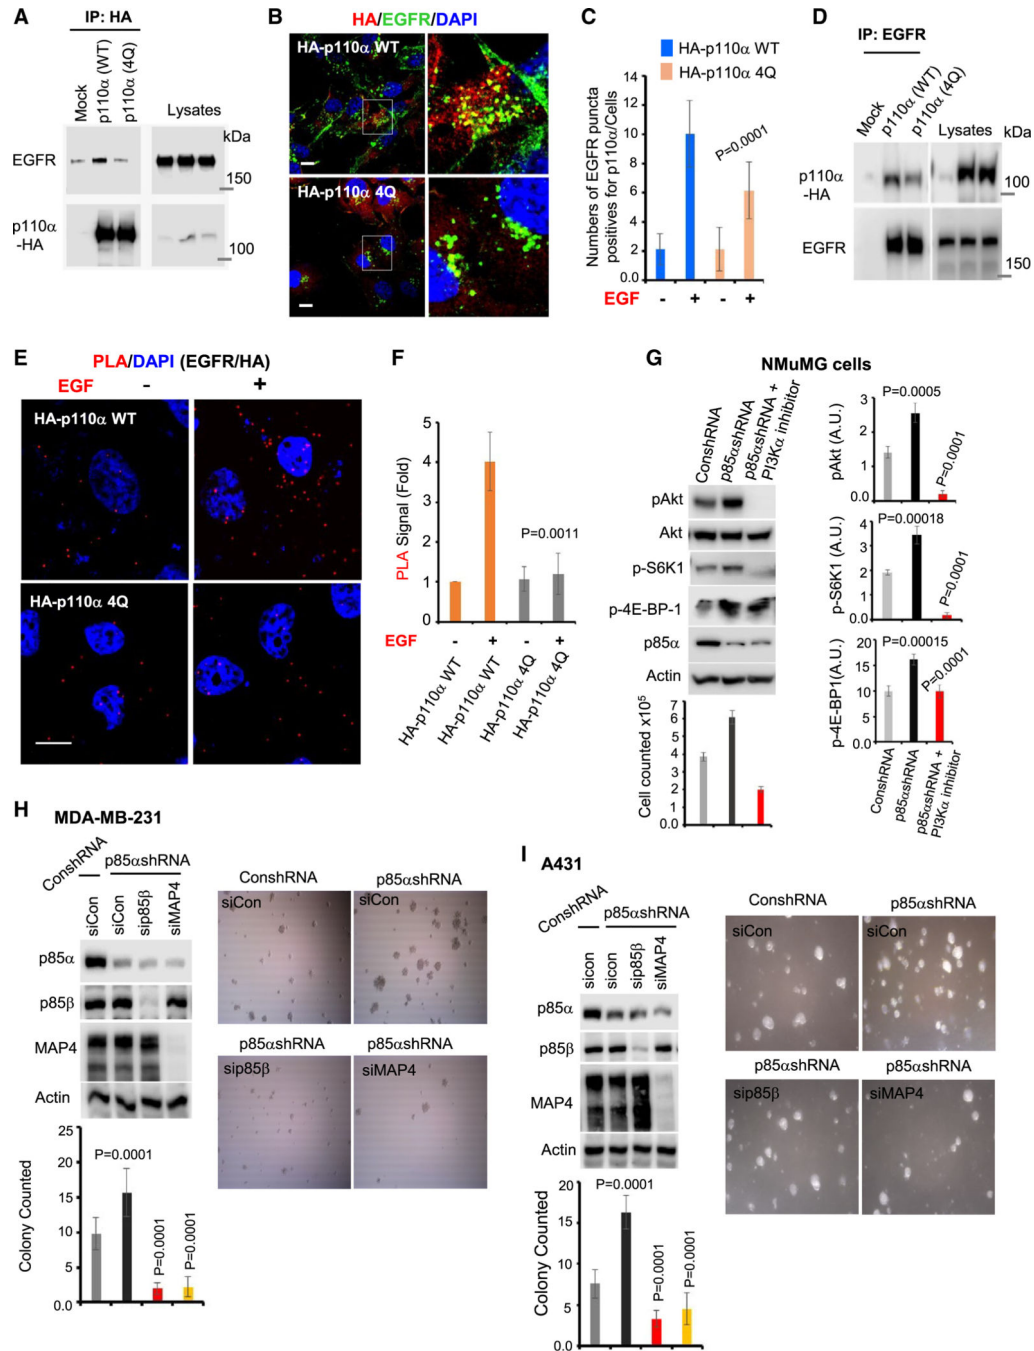 A
IP: HA
Mock
p110α (WT)
p110α (4Q)
Lysates
kDa
EGFR
150
p110α
-HA
100
B
HA/EGFR/DAPI
HA-p110α WT
HA-p110α 4Q
C
HA-p110α WT
HA-p110α 4Q
Numbers of EGFR puncta
positives for p110α/Cells
14
12
10
8
6
4
2
0.0
P=0.0001
EGF - + - +
D
IP: EGFR
Mock
p110α (WT)
p110α (4Q)
Lysates
kDa
p110α
-HA
100
EGFR
150
E
PLA/DAPI (EGFR/HA)
EGF - +
HA-p110α WT
HA-p110α 4Q
F
PLA Signal (Fold)
5
4
3
2
1
0
P=0.0011
EGF - + - +
HA-p110α WT
HA-p110α WT
HA-p110α 4Q
HA-p110α 4Q
G
NMuMG cells
ConshRNA
p85αshRNA
p85αshRNA +
PI3Kα inhibitor
pAkt
Akt
p-S6K1
p-4E-BP-1
p85α
Actin
Cell counted x10⁵
7
6
5
4
3
2
1
0.0
pAkt (A.U.)
3.0
2.0
1.0
0.0
P=0.0005
P=0.0001
p-S6K1 (A.U.)
4.0
3.0
2.0
1.0
0.0
P=0.00018
P=0.0001
p-4E-BP1(A.U.)
20.0
15.0
10.0
5.0
0.0
P=0.00015
P=0.0001
ConshRNA
p85αshRNA
p85αshRNA +
PI3Kα inhibitor
H
MDA-MB-231
ConshRNA
p85αshRNA
siCon
siCon
sip85β
siMAP4
p85α
p85β
MAP4
Actin
Colony Counted
25
20
15
10
5
0.0
P=0.0001
P=0.0001
P=0.0001
ConshRNA
siCon
p85αshRNA
siCon
p85αshRNA
sip85β
p85αshRNA
siMAP4
I
A431
ConshRNA
p85αshRNA
sicon
sicon
sip85β
siMAP4
p85α
p85β
MAP4
Actin
Colony Counted
20
15
10
5
0
P=0.0001
P=0.0001
P=0.0001
ConshRNA
siCon
p85αshRNA
siCon
p85αshRNA
sip85β
p85αshRNA
siMAP4